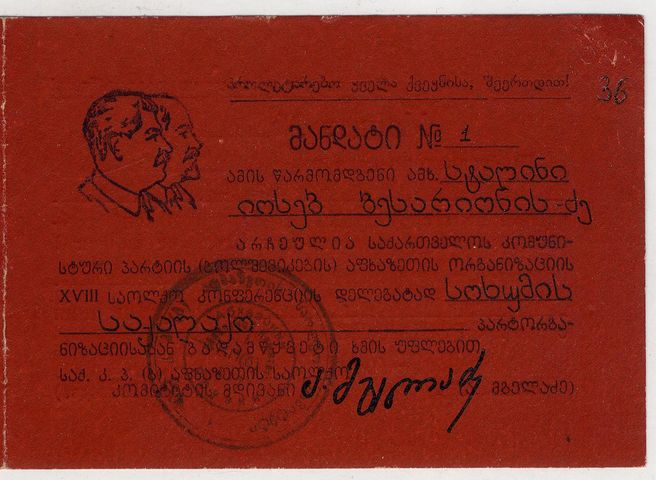 პროლეტარებო ყველა ქვეყნისა, შეერთდით!
36
მანდატი № 1
ამის წარმომდგენი ამხ. სტალინი
იოსებ ბესარიონის-ძე
არჩეულია საქართველოს კომუნი-
სტური პარტიის (ბოლშევიკების) აფხაზეთის ორგანიზაციის
XVIII საოლქო კონფერენციის დელეგატად სოხუმის
საქალაქო პარტორგა-
ნიზაციისაგან გადამწყვეტი ხმის უფლებით.
საქ. კ. პ. (ბ) აფხაზეთის საოლქო
კომიტეტის მდივანი მგელაძე)